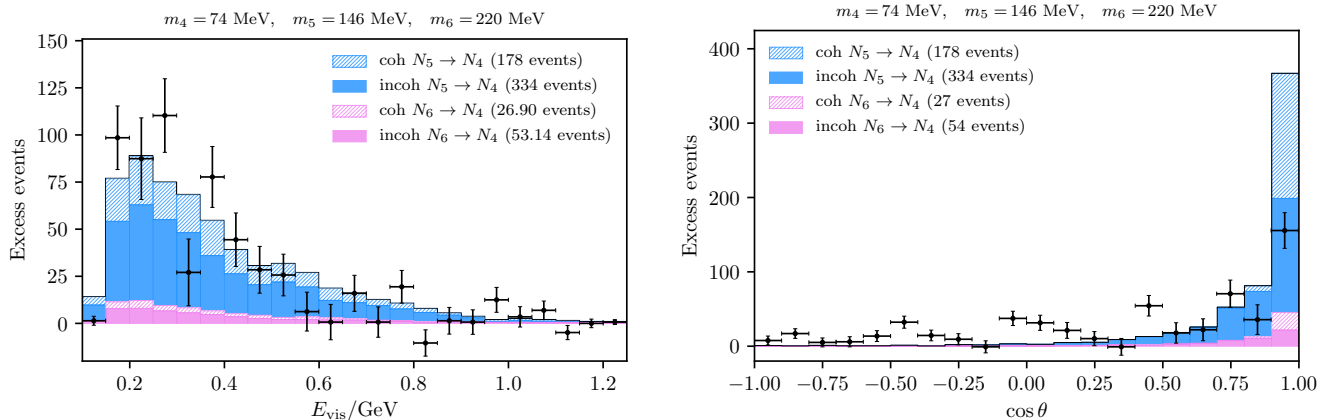 m₄ = 74 MeV, m₅ = 146 MeV, m₆ = 220 MeV
150
125
100
75
50
25
0
Excess events
coh N₅ → N₄ (178 events)
incoh N₅ → N₄ (334 events)
coh N₆ → N₄ (26.90 events)
incoh N₆ → N₄ (53.14 events)
0.2 0.4 0.6 0.8 1.0 1.2
E_vis/GeV
m₄ = 74 MeV, m₅ = 146 MeV, m₆ = 220 MeV
400
300
200
100
0
Excess events
coh N₅ → N₄ (178 events)
incoh N₅ → N₄ (334 events)
coh N₆ → N₄ (27 events)
incoh N₆ → N₄ (54 events)
−1.00 −0.75 −0.50 −0.25 0.00 0.25 0.50 0.75 1.00
cos θ